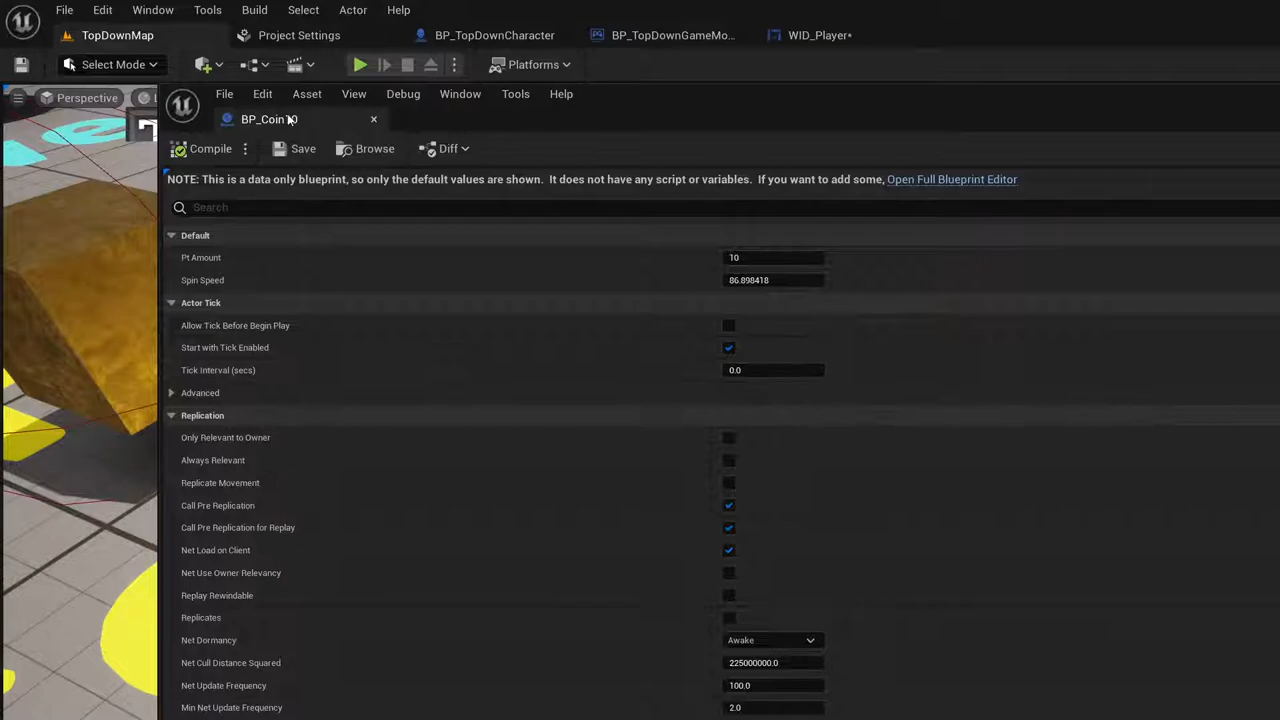 File Edit Window Tools Build Select Actor Help
TopDownMap Project Settings BP_TopDownCharacter BP_TopDownGameMo... WID_Player*
Select Mode Platforms
Perspective
File Edit Asset View Debug Window Tools Help
BP_Coin10
Compile Save Browse Diff
NOTE: This is a data only blueprint, so only the default values are shown. It does not have any script or variables. If you want to add some, Open Full Blueprint Editor
Search
Default
Pt Amount 10
Spin Speed 86.898418
Actor Tick
Allow Tick Before Begin Play
Start with Tick Enabled
Tick Interval (secs) 0.0
Advanced
Replication
Only Relevant to Owner
Always Relevant
Replicate Movement
Call Pre Replication
Call Pre Replication for Replay
Net Load on Client
Net Use Owner Relevancy
Replay Rewindable
Replicates
Net Dormancy Awake
Net Cull Distance Squared 225000000.0
Net Update Frequency 100.0
Min Net Update Frequency 2.0